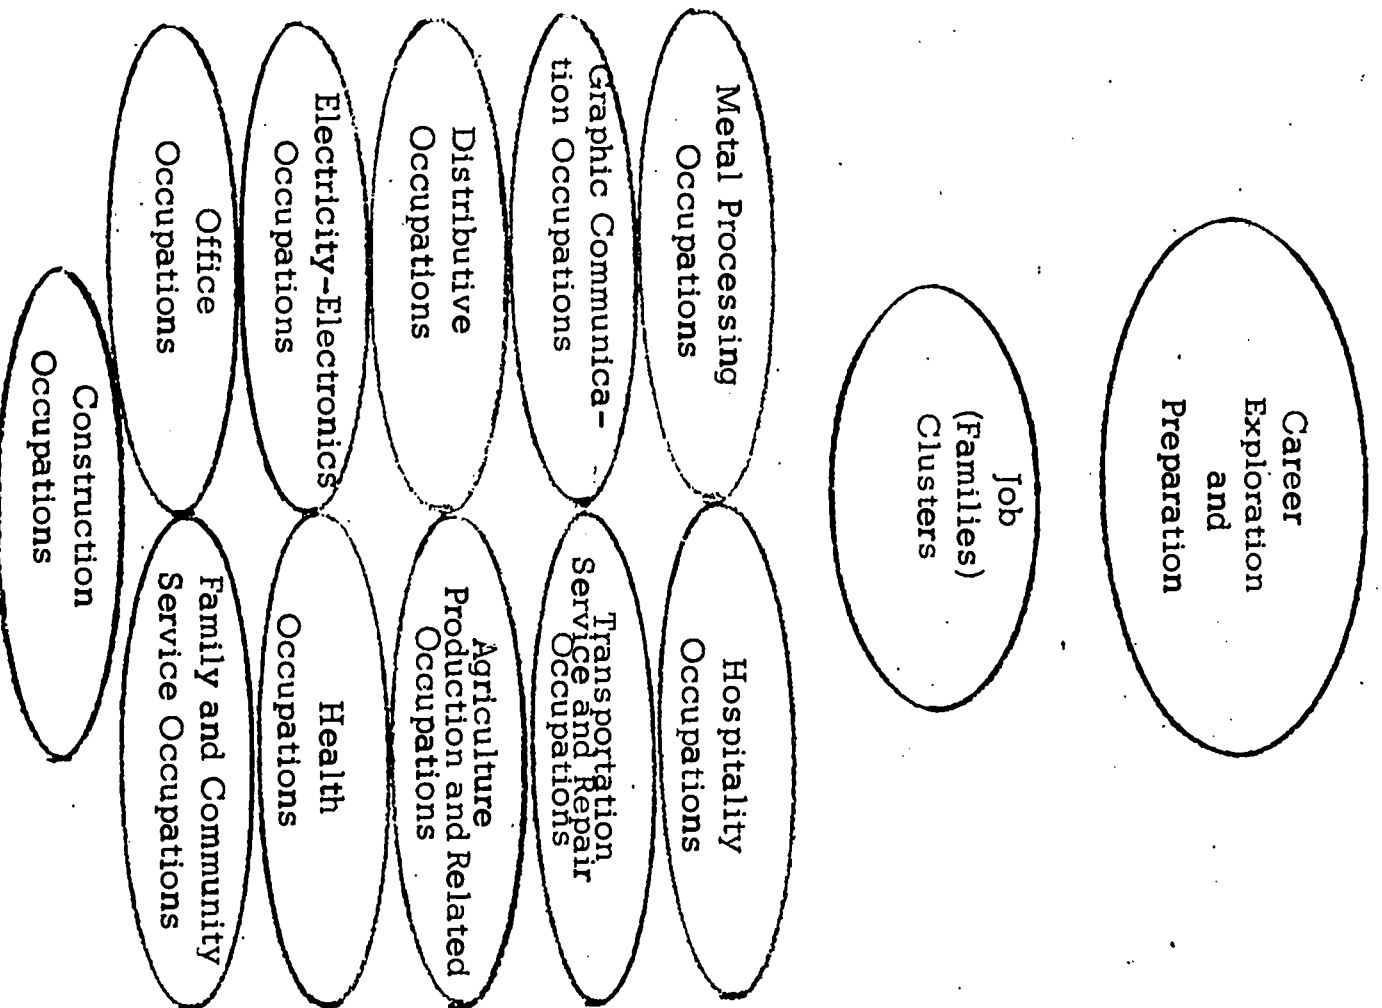 Career
Exploration
and
Preparation
Job
(Families)
Clusters
Metal Processing
Occupations
Hospitality
Occupations
Graphic Communica-
tion Occupations
Transportation
Service and Repair
Occupations
Distributive
Occupations
Agriculture
Production and Related
Occupations
Electricity-Electronics
Occupations
Health
Occupations
Office
Occupations
Family and Community
Service Occupations
Construction
Occupations